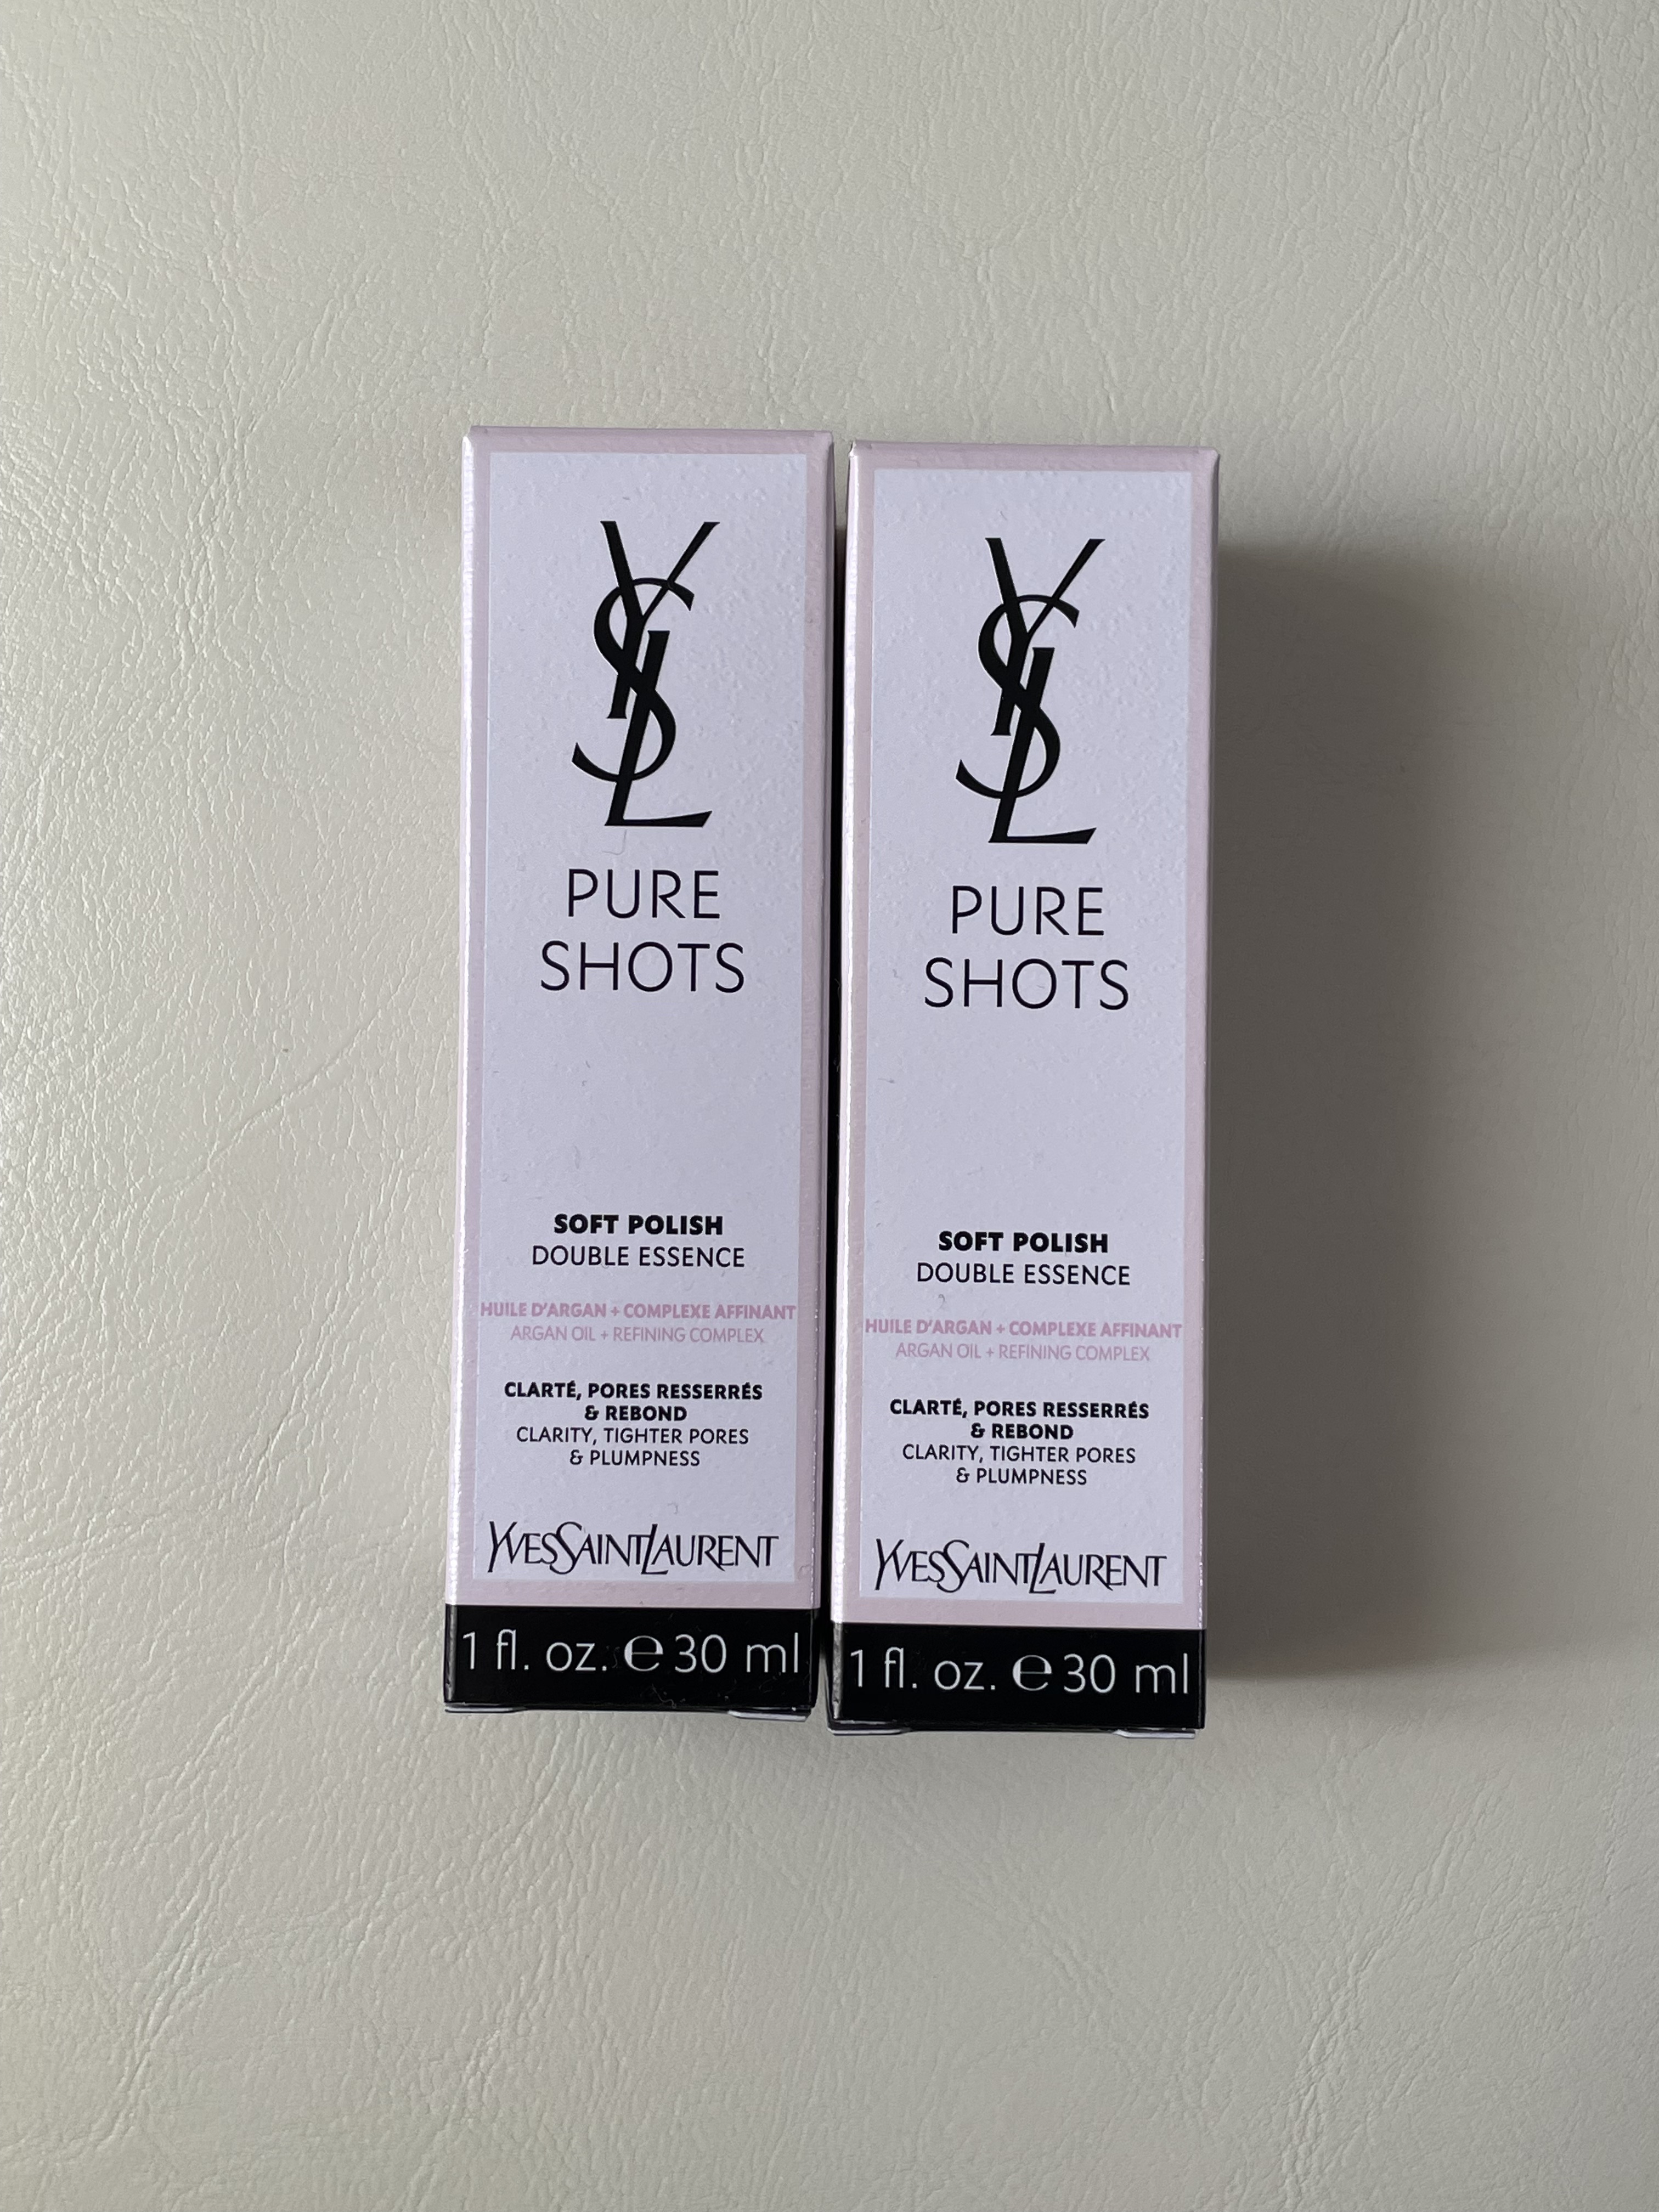 YSL
PURE
SHOTS
SOFT POLISH
DOUBLE ESSENCE
HUILE D'ARGAN + COMPLEXE AFFINANT
ARGAN OIL + REFINING COMPLEX
CLARTÉ, PORES RESSERRÉS
& REBOND
CLARITY, TIGHTER PORES
& PLUMPNESS
YVESSAINTLAURENT
1 fl. oz. ℮ 30 ml
YSL
PURE
SHOTS
SOFT POLISH
DOUBLE ESSENCE
HUILE D'ARGAN + COMPLEXE AFFINANT
ARGAN OIL + REFINING COMPLEX
CLARTÉ, PORES RESSERRÉS
& REBOND
CLARITY, TIGHTER PORES
& PLUMPNESS
YVESSAINTLAURENT
1 fl. oz. ℮ 30 ml